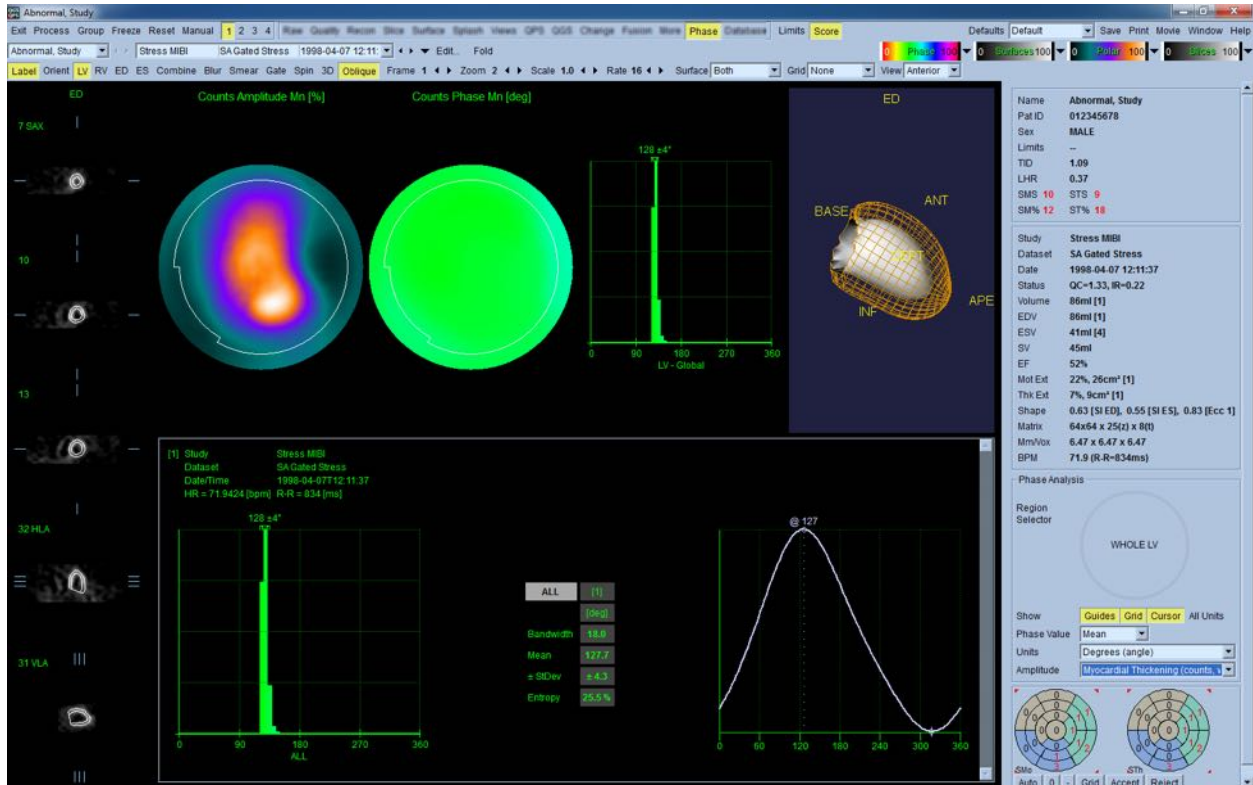 Abnormal, Study
Exit Process Group Freeze Reset Manual 1 2 3 4 Raw Quality Recon Slice Surface Splash Views QPS QGS Change Fusion More Phase Database Limits Score Defaults Default Save Print Movie Window Help
Abnormal, Study Stress MIBI SA Gated Stress 1998-04-07 12:11: Edit... Fold 0 Phase 100 0 Surfaces 100 0 Polar 100 0 Slices 100
Label Orient LV RV ED ES Combine Blur Smear Gate Spin 3D Oblique Frame 1 Zoom 2 Scale 1.0 Rate 16 Surface Both Grid None View Anterior
ED
7 SAX
10
13
32 HLA
31 VLA
Counts Amplitude Mn [%]
Counts Phase Mn [deg]
128 ±4°
0 90 180 270 360
LV - Global
ED
BASE
ANT
SEPT
INF
APE
[1] Study Stress MIBI
Dataset SA Gated Stress
Date/Time 1998-04-07T12:11:37
HR = 71.9424 [bpm] R-R = 834 [ms]
128 ±4°
0 90 180 270 360
ALL
ALL [1]
[deg]
Bandwidth 18.0
Mean 127.7
± StDev ± 4.3
Entropy 25.5 %
@ 127
0 60 120 180 240 300 360
Name Abnormal, Study
Pat ID 012345678
Sex MALE
Limits --
TID 1.09
LHR 0.37
SMS 10 STS 9
SM% 12 ST% 18
Study Stress MIBI
Dataset SA Gated Stress
Date 1998-04-07 12:11:37
Status QC=1.33, IR=0.22
Volume 86ml [1]
EDV 86ml [1]
ESV 41ml [4]
SV 45ml
EF 52%
Mot Ext 22%, 26cm² [1]
Thk Ext 7%, 9cm² [1]
Shape 0.63 [SI ED], 0.55 [SI ES], 0.83 [Ecc 1]
Matrix 64x64 x 25(z) x 8(t)
Mm/Vox 6.47 x 6.47 x 6.47
BPM 71.9 (R-R=834ms)
Phase Analysis
Region
Selector
WHOLE LV
Show Guides Grid Cursor All Units
Phase Value Mean
Units Degrees (angle)
Amplitude Myocardial Thickening (counts,
SMo STh
Auto 0 - Grid Accept Reject